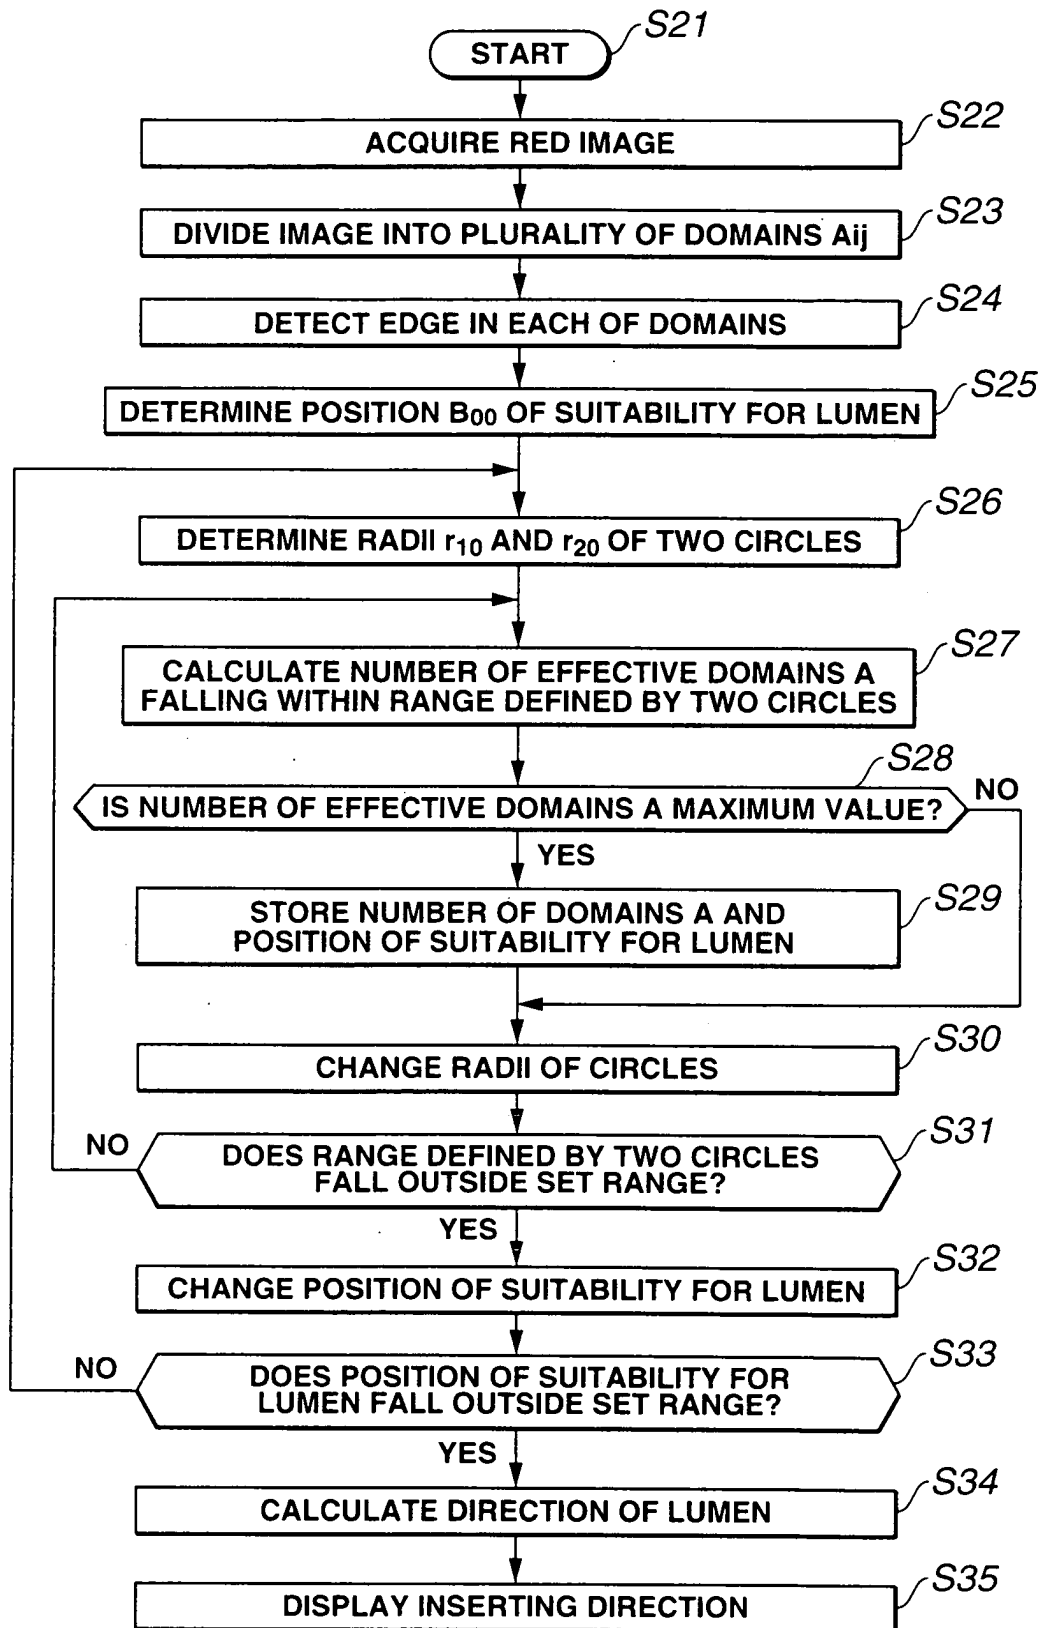 S21
START
S22
ACQUIRE RED IMAGE
S23
DIVIDE IMAGE INTO PLURALITY OF DOMAINS Aij
S24
DETECT EDGE IN EACH OF DOMAINS
S25
DETERMINE POSITION B00 OF SUITABILITY FOR LUMEN
S26
DETERMINE RADII r10 AND r20 OF TWO CIRCLES
S27
CALCULATE NUMBER OF EFFECTIVE DOMAINS A
FALLING WITHIN RANGE DEFINED BY TWO CIRCLES
S28
IS NUMBER OF EFFECTIVE DOMAINS A MAXIMUM VALUE?
NO
YES
S29
STORE NUMBER OF DOMAINS A AND
POSITION OF SUITABILITY FOR LUMEN
S30
CHANGE RADII OF CIRCLES
S31
NO
DOES RANGE DEFINED BY TWO CIRCLES
FALL OUTSIDE SET RANGE?
YES
S32
CHANGE POSITION OF SUITABILITY FOR LUMEN
S33
NO
DOES POSITION OF SUITABILITY FOR
LUMEN FALL OUTSIDE SET RANGE?
YES
S34
CALCULATE DIRECTION OF LUMEN
S35
DISPLAY INSERTING DIRECTION